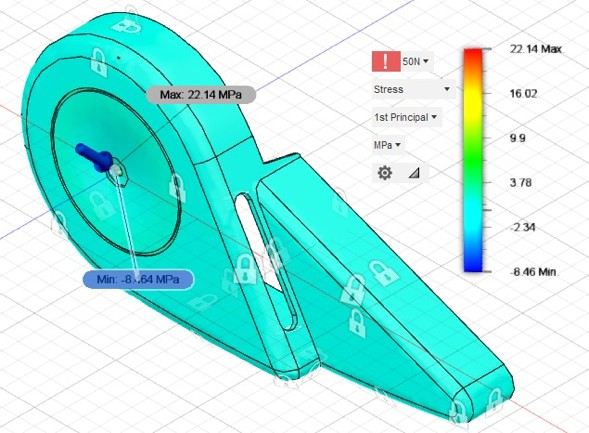 ! 50N
Stress
1st Principal
MPa
22.14 Max
16.02
9.9
3.78
-2.34
-8.46 Min
Max: 22.14 MPa